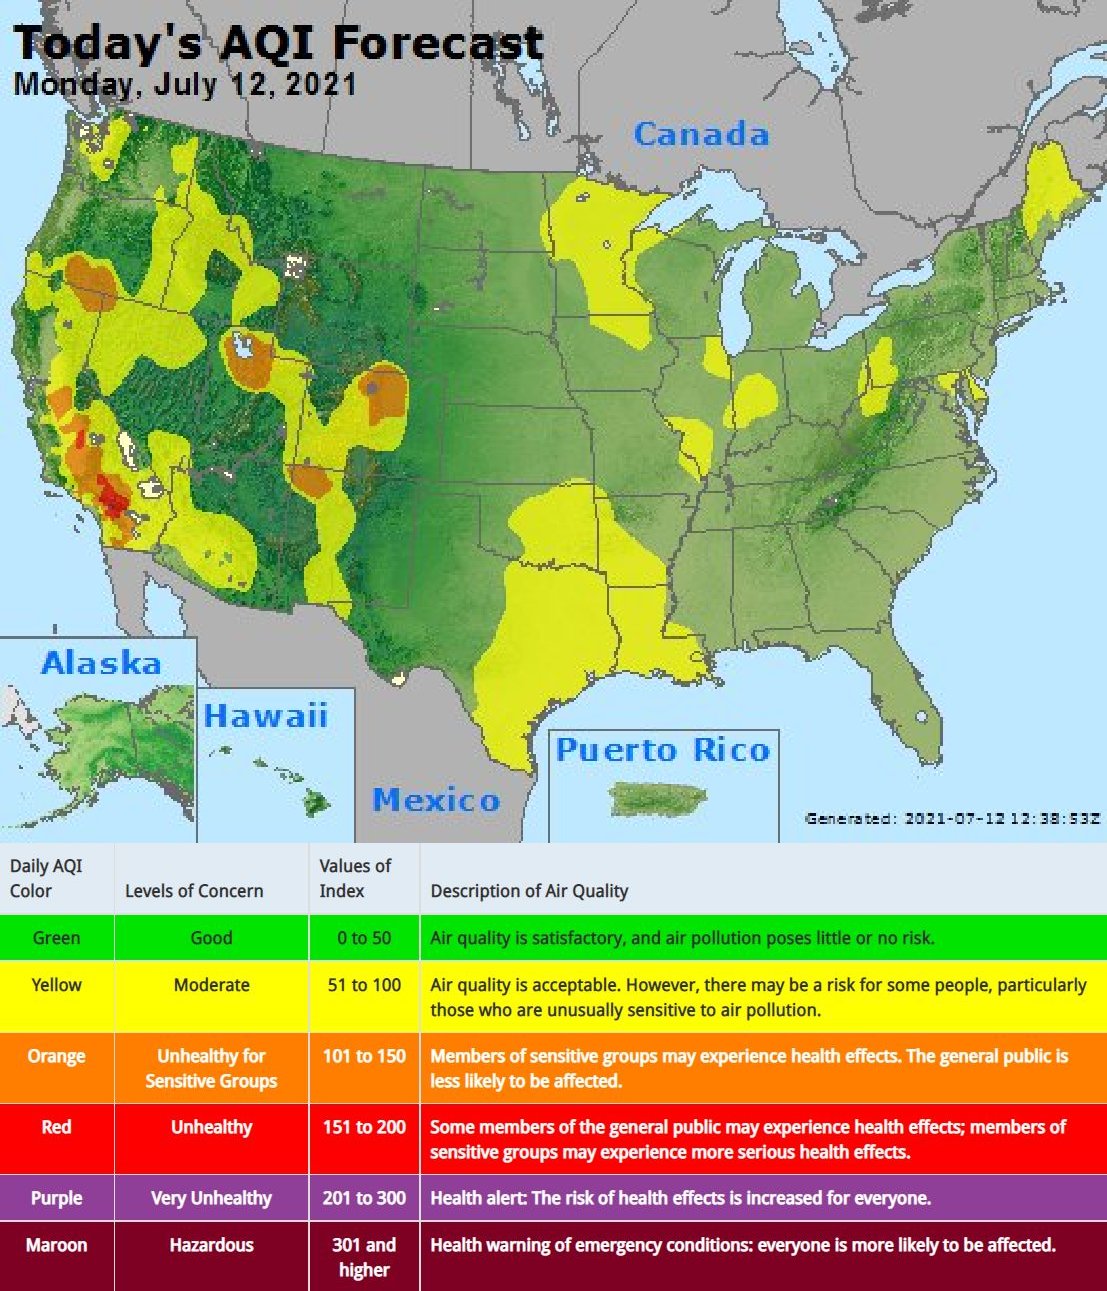 Today's AQI Forecast
Monday, July 12, 2021
Canada
Alaska
Hawaii
Puerto Rico
Mexico
Generated: 2021-07-12 12:38:53Z
Daily AQI Color
Levels of Concern
Values of Index
Description of Air Quality
Green
Good
0 to 50
Air quality is satisfactory, and air pollution poses little or no risk.
Yellow
Moderate
51 to 100
Air quality is acceptable. However, there may be a risk for some people, particularly
those who are unusually sensitive to air pollution.
Orange
Unhealthy for
Sensitive Groups
101 to 150
Members of sensitive groups may experience health effects. The general public is
less likely to be affected.
Red
Unhealthy
151 to 200
Some members of the general public may experience health effects; members of
sensitive groups may experience more serious health effects.
Purple
Very Unhealthy
201 to 300
Health alert: The risk of health effects is increased for everyone.
Maroon
Hazardous
301 and
higher
Health warning of emergency conditions: everyone is more likely to be affected.